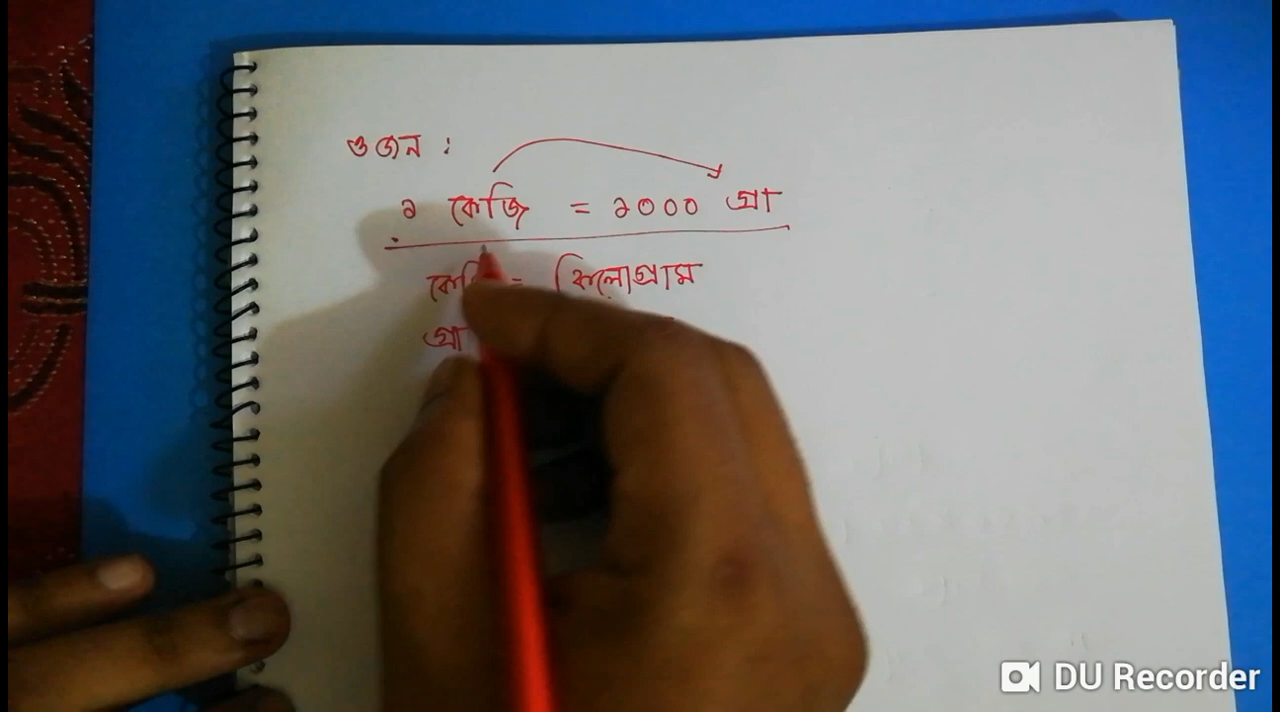 ওজন :
১ কেজি = ১০০০ গ্রা
= কিলোগ্রাম
গ্রা
DU Recorder